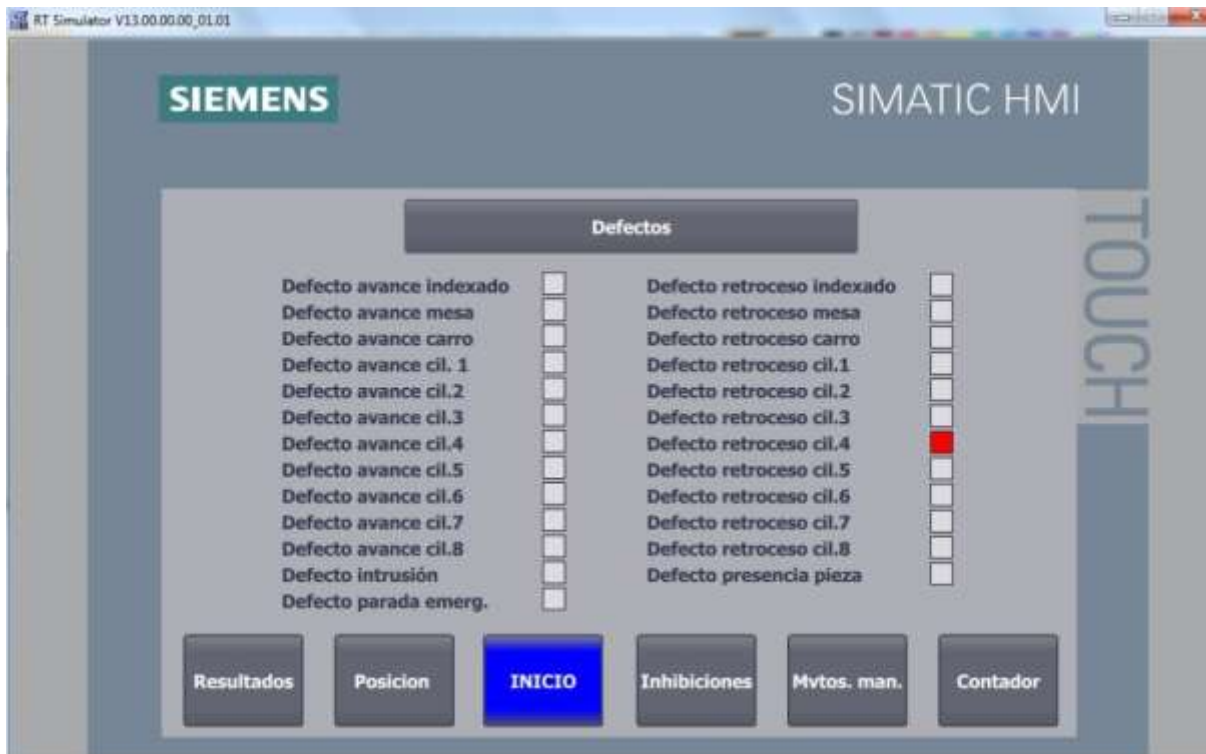 RT Simulator V13.00.00.00_01.01
SIEMENS
SIMATIC HMI
TOUCH
Defectos
Defecto avance indexado
Defecto avance mesa
Defecto avance carro
Defecto avance cil. 1
Defecto avance cil.2
Defecto avance cil.3
Defecto avance cil.4
Defecto avance cil.5
Defecto avance cil.6
Defecto avance cil.7
Defecto avance cil.8
Defecto intrusión
Defecto parada emerg.
Defecto retroceso indexado
Defecto retroceso mesa
Defecto retroceso carro
Defecto retroceso cil.1
Defecto retroceso cil.2
Defecto retroceso cil.3
Defecto retroceso cil.4
Defecto retroceso cil.5
Defecto retroceso cil.6
Defecto retroceso cil.7
Defecto retroceso cil.8
Defecto presencia pieza
Resultados
Posicion
INICIO
Inhibiciones
Mvtos. man.
Contador